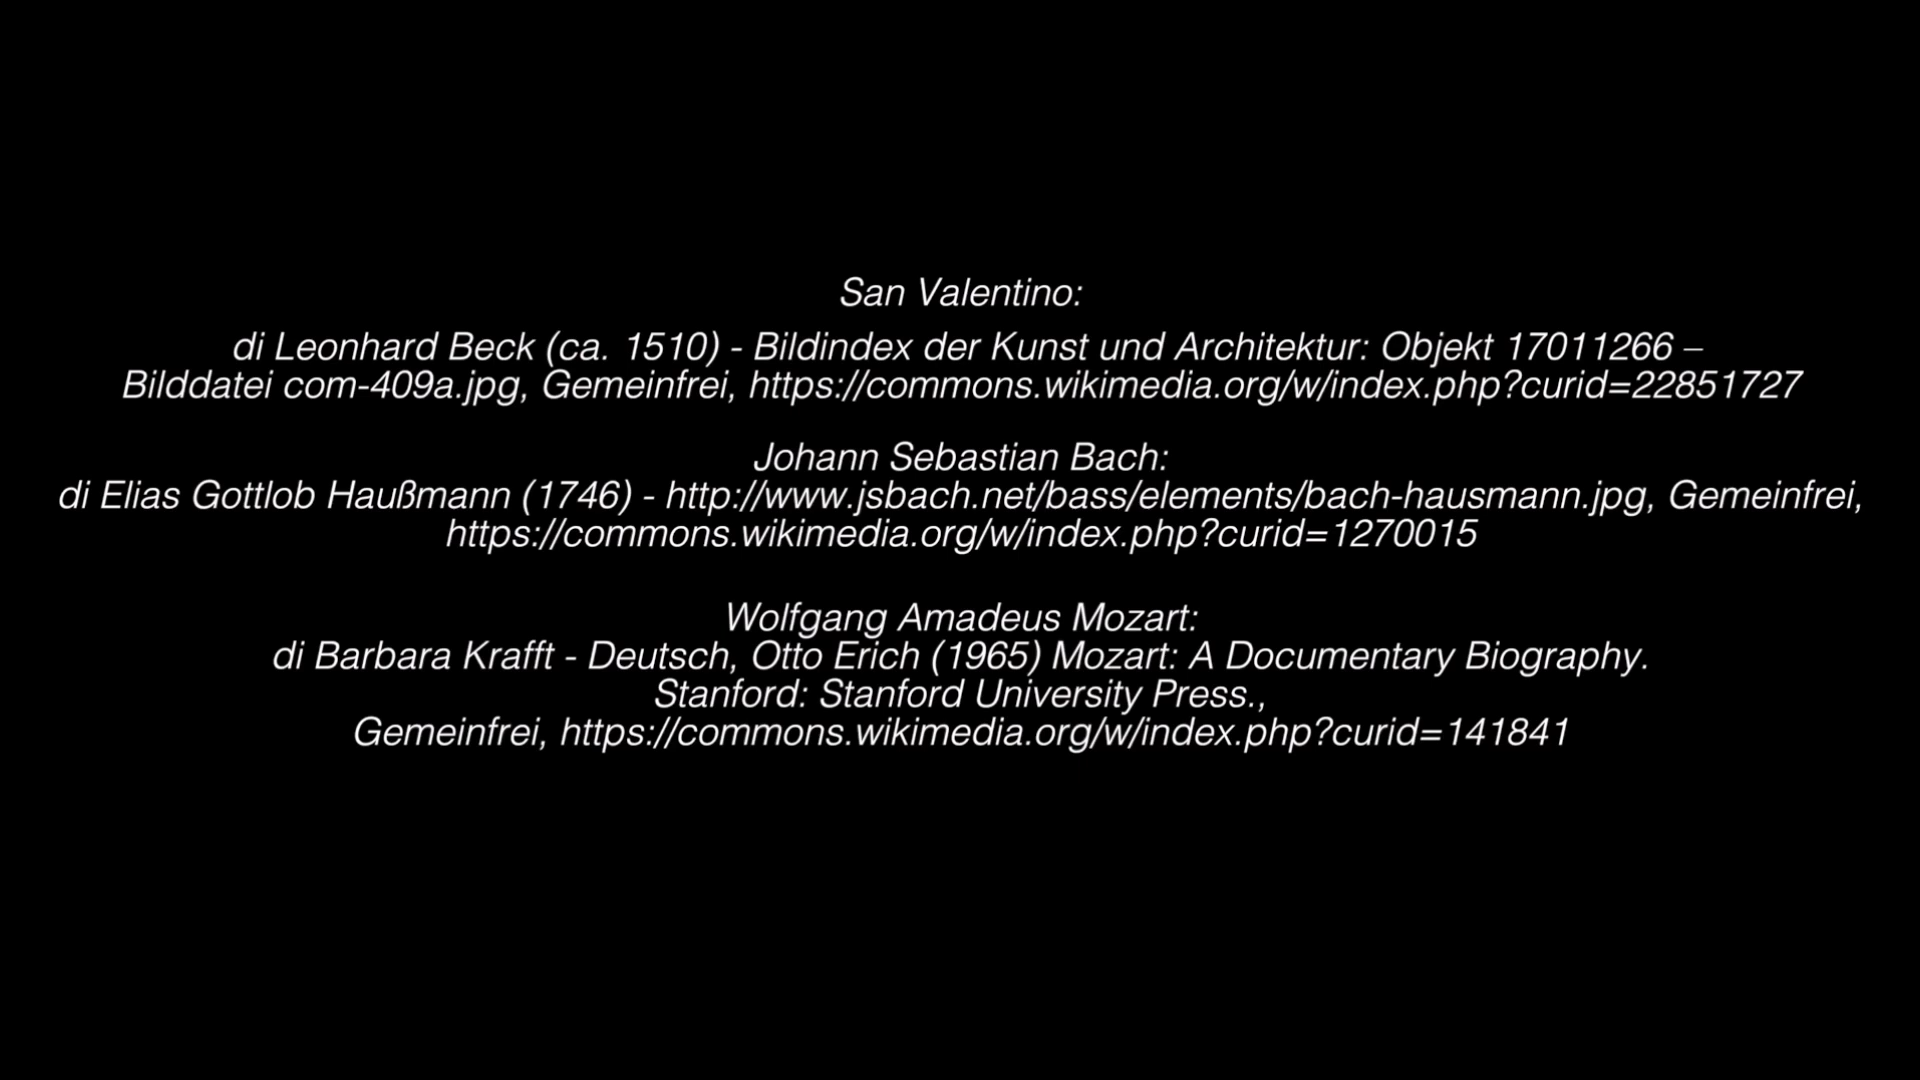 San Valentino:
di Leonhard Beck (ca. 1510) - Bildindex der Kunst und Architektur: Objekt 17011266 –
Bilddatei com-409a.jpg, Gemeinfrei, https://commons.wikimedia.org/w/index.php?curid=22851727
Johann Sebastian Bach:
di Elias Gottlob Haußmann (1746) - http://www.jsbach.net/bass/elements/bach-hausmann.jpg, Gemeinfrei,
https://commons.wikimedia.org/w/index.php?curid=1270015
Wolfgang Amadeus Mozart:
di Barbara Krafft - Deutsch, Otto Erich (1965) Mozart: A Documentary Biography.
Stanford: Stanford University Press.,
Gemeinfrei, https://commons.wikimedia.org/w/index.php?curid=141841